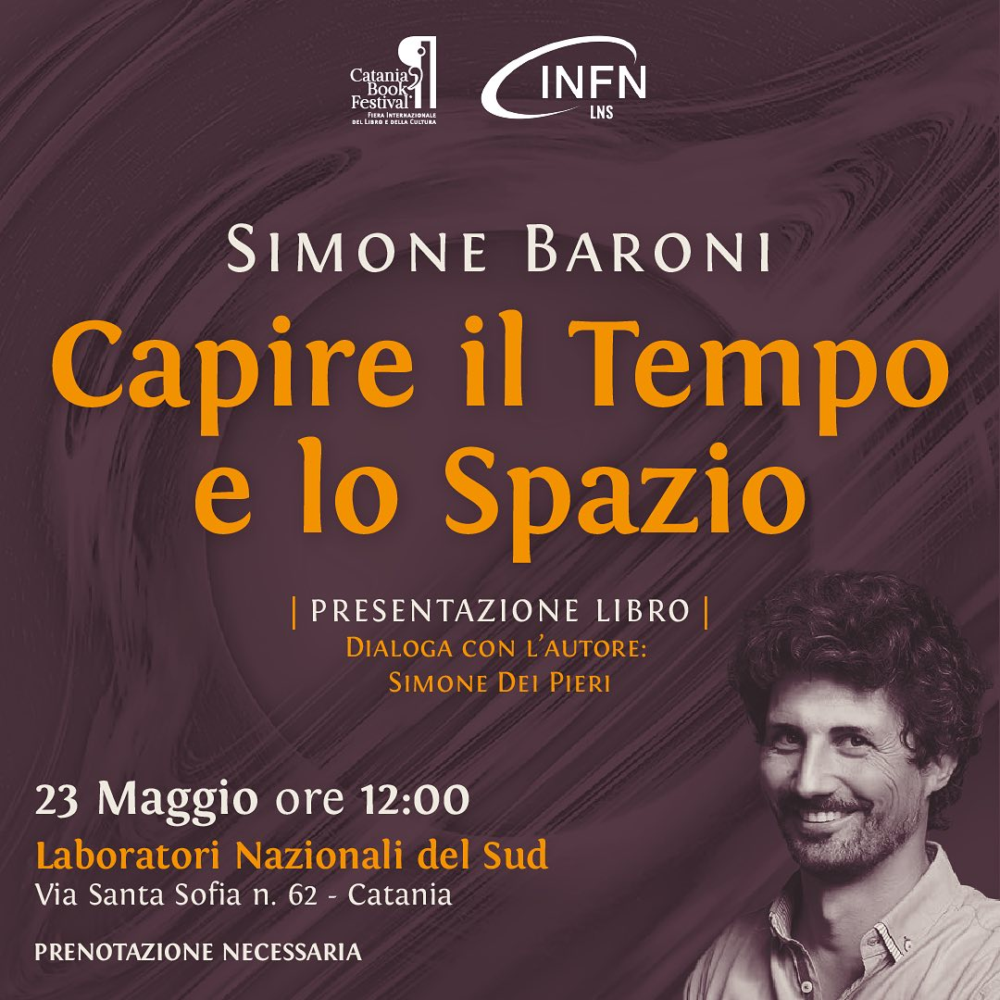 Catania
Book
Festival
Fiera Internazionale
del Libro e della Cultura
INFN
LNS
Simone Baroni
Capire il Tempo
e lo Spazio
| PRESENTAZIONE LIBRO |
Dialoga con l'autore:
Simone Dei Pieri
23 Maggio ore 12:00
Laboratori Nazionali del Sud
Via Santa Sofia n. 62 - Catania
PRENOTAZIONE NECESSARIA